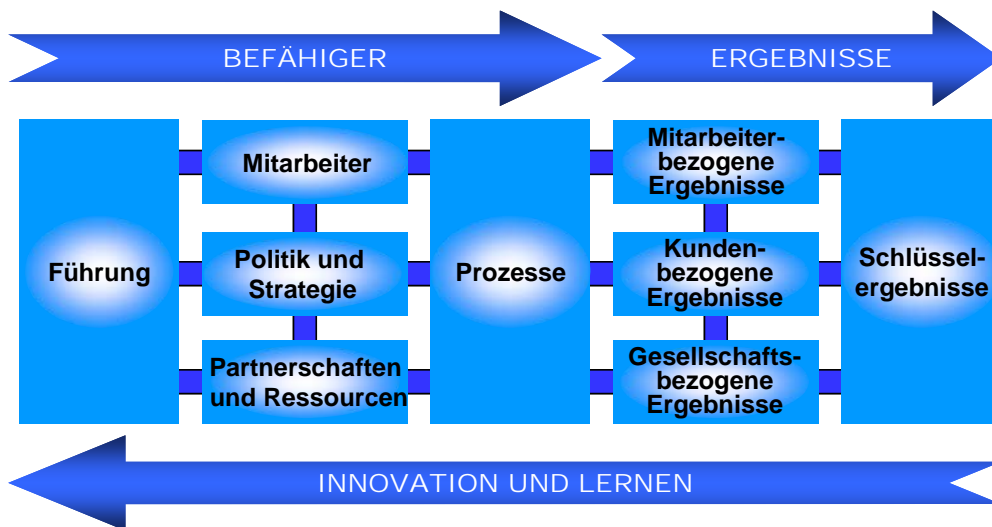 BEFÄHIGER
ERGEBNISSE
Führung
Mitarbeiter
Politik und
Strategie
Partnerschaften
und Ressourcen
Prozesse
Mitarbeiter-
bezogene
Ergebnisse
Kunden-
bezogene
Ergebnisse
Gesellschafts-
bezogene
Ergebnisse
Schlüssel-
ergebnisse
INNOVATION UND LERNEN